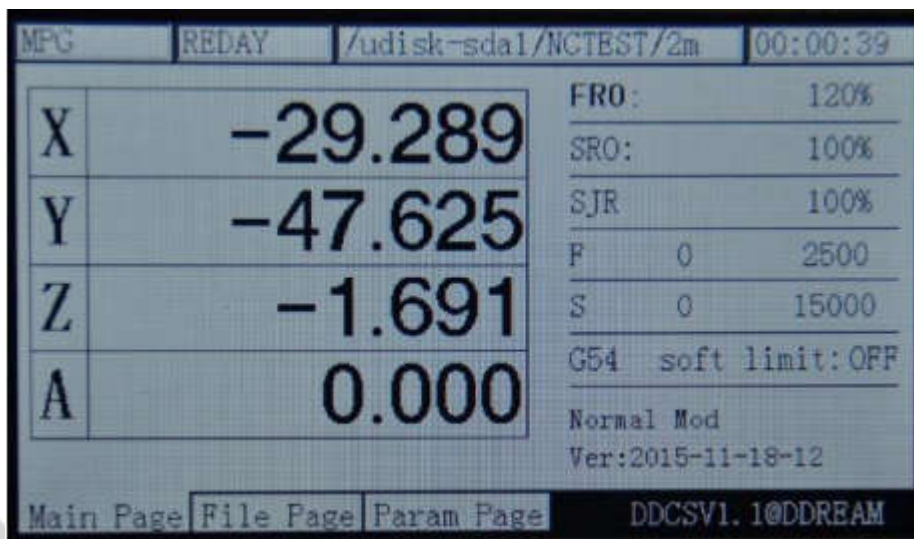 MPG REDAY /udisk-sda1/NCTEST/2m 00:00:39
X -29.289
Y -47.625
Z -1.691
A 0.000
FRO: 120%
SRO: 100%
SJR 100%
F 0 2500
S 0 15000
G54 soft limit:OFF
Normal Mod
Ver:2015-11-18-12
Main Page File Page Param Page DDCSV1.1@DDREAM